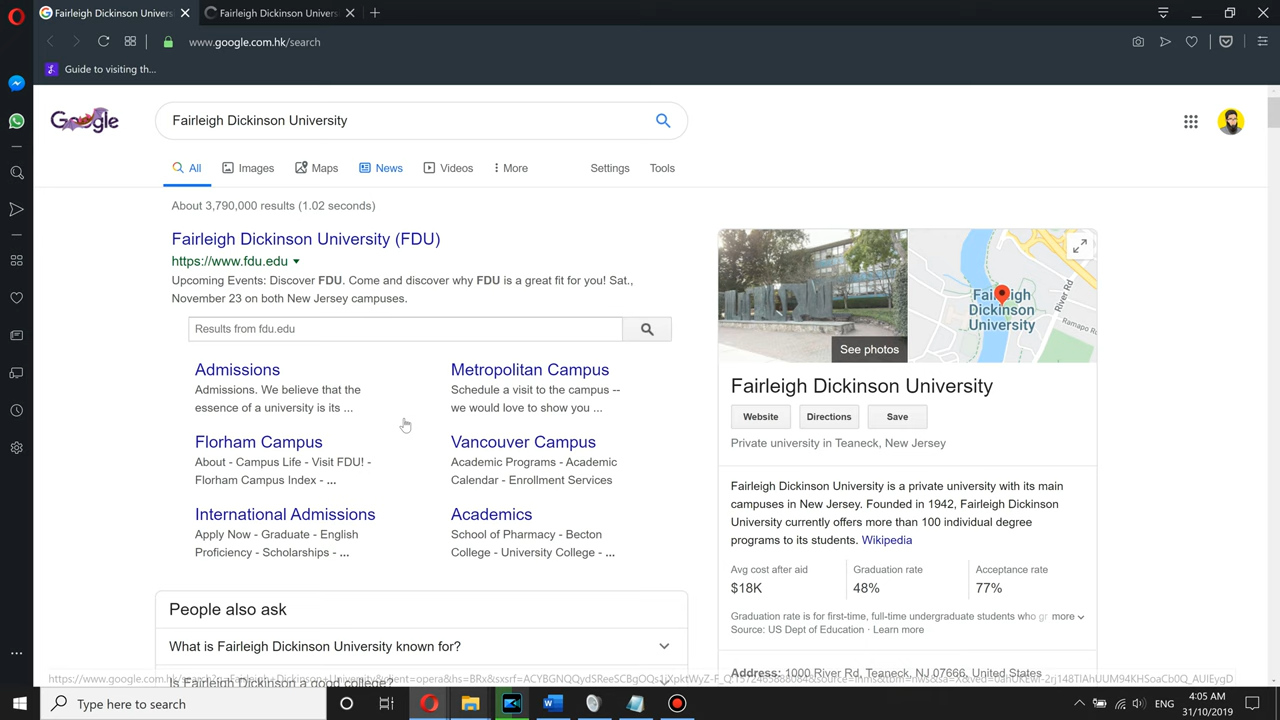 Fairleigh Dickinson Univers
Fairleigh Dickinson Univers
www.google.com.hk/search
Guide to visiting th...
Google
Fairleigh Dickinson University
All
Images
Maps
News
Videos
More
Settings
Tools
About 3,790,000 results (1.02 seconds)
Fairleigh Dickinson University (FDU)
https://www.fdu.edu
Upcoming Events: Discover FDU. Come and discover why FDU is a great fit for you! Sat.,
November 23 on both New Jersey campuses.
Results from fdu.edu
Admissions
Admissions. We believe that the
essence of a university is its ...
Metropolitan Campus
Schedule a visit to the campus --
we would love to show you ...
Florham Campus
About - Campus Life - Visit FDU! -
Florham Campus Index - ...
Vancouver Campus
Academic Programs - Academic
Calendar - Enrollment Services
International Admissions
Apply Now - Graduate - English
Proficiency - Scholarships - ...
Academics
School of Pharmacy - Becton
College - University College - ...
People also ask
What is Fairleigh Dickinson University known for?
Is Fairleigh Dickinson a good college?
See photos
Fairleigh
Dickinson
University
River Rd
Ramapo R
Fairleigh Dickinson University
Website
Directions
Save
Private university in Teaneck, New Jersey
Fairleigh Dickinson University is a private university with its main
campuses in New Jersey. Founded in 1942, Fairleigh Dickinson
University currently offers more than 100 individual degree
programs to its students. Wikipedia
Avg cost after aid
$18K
Graduation rate
48%
Acceptance rate
77%
Graduation rate is for first-time, full-time undergraduate students who gr more
Source: US Dept of Education · Learn more
Address: 1000 River Rd, Teaneck, NJ 07666, United States
Type here to search
ENG
4:05 AM
31/10/2019